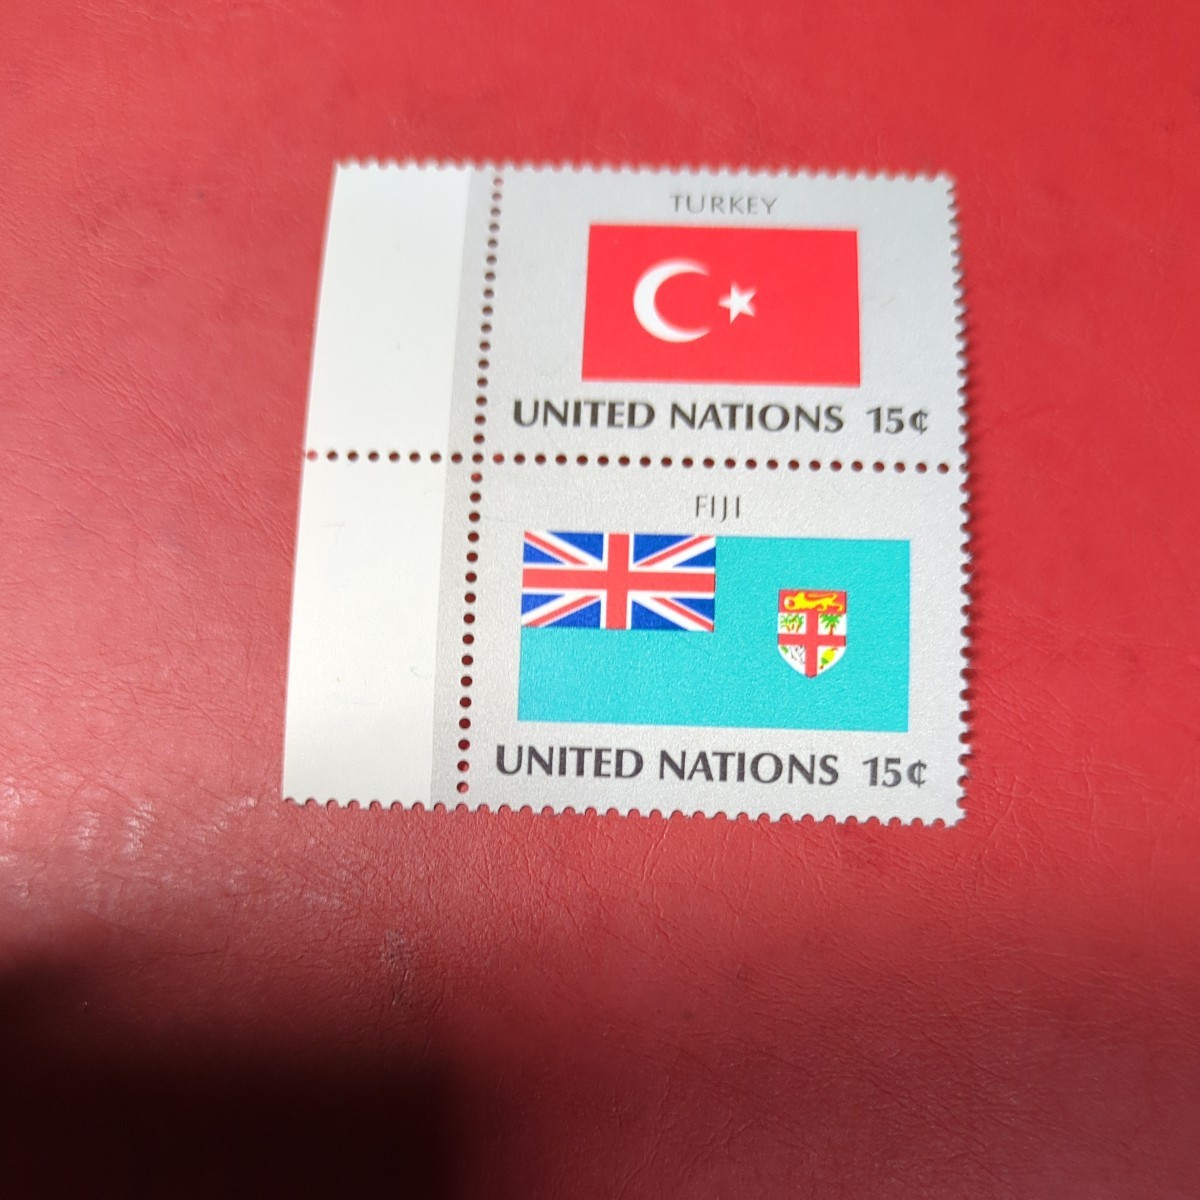 TURKEY
UNITED NATIONS 15¢
FIJI
UNITED NATIONS 15¢